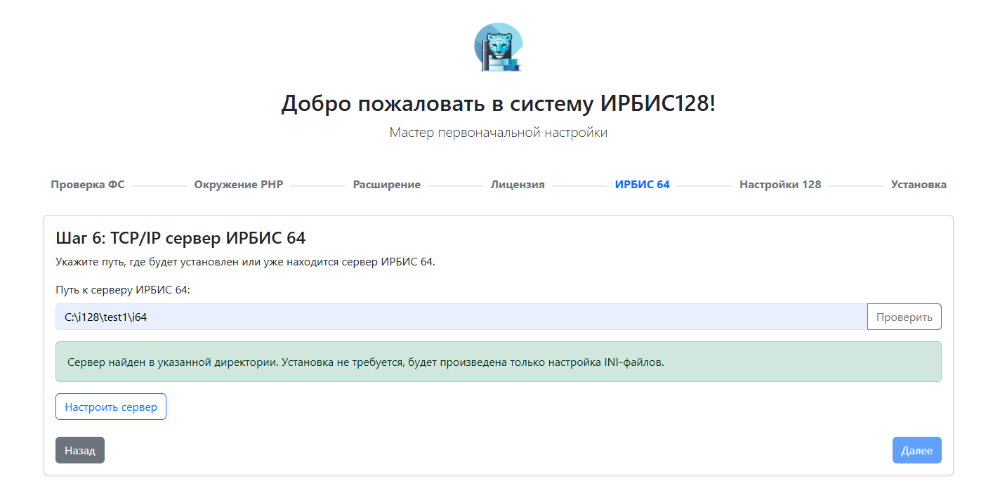 Добро пожаловать в систему ИРБИС128!
Мастер первоначальной настройки
Проверка ФС Окружение PHP Расширение Лицензия ИРБИС 64 Настройки 128 Установка
Шаг 6: TCP/IP сервер ИРБИС 64
Укажите путь, где будет установлен или уже находится сервер ИРБИС 64.
Путь к серверу ИРБИС 64:
C:\i128\test1\i64 Проверить
Сервер найден в указанной директории. Установка не требуется, будет произведена только настройка INI-файлов.
Настроить сервер
Назад Далее